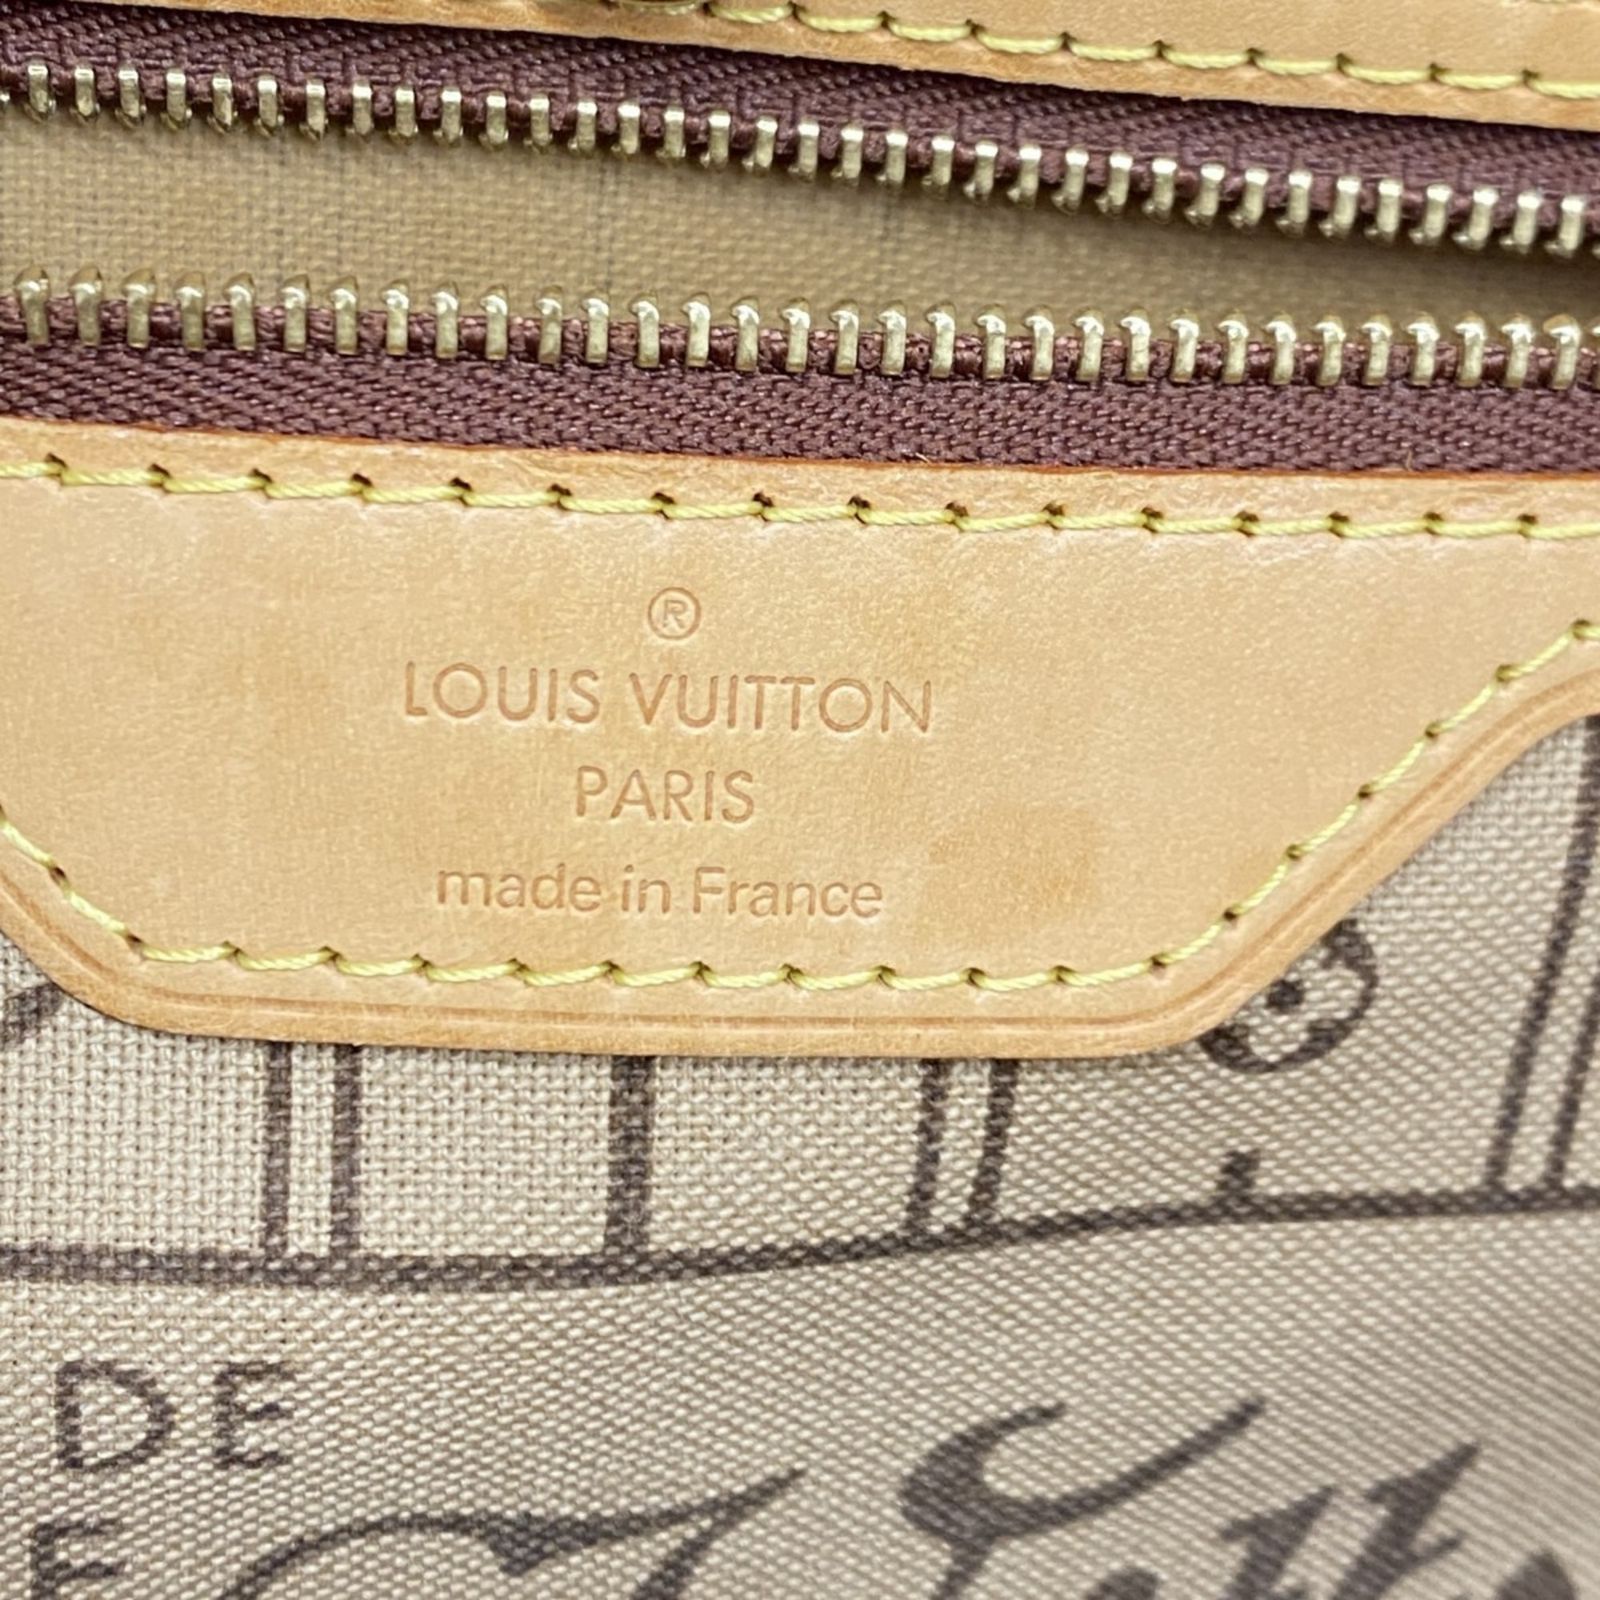 ®
LOUIS VUITTON
PARIS
made in France
DE
E